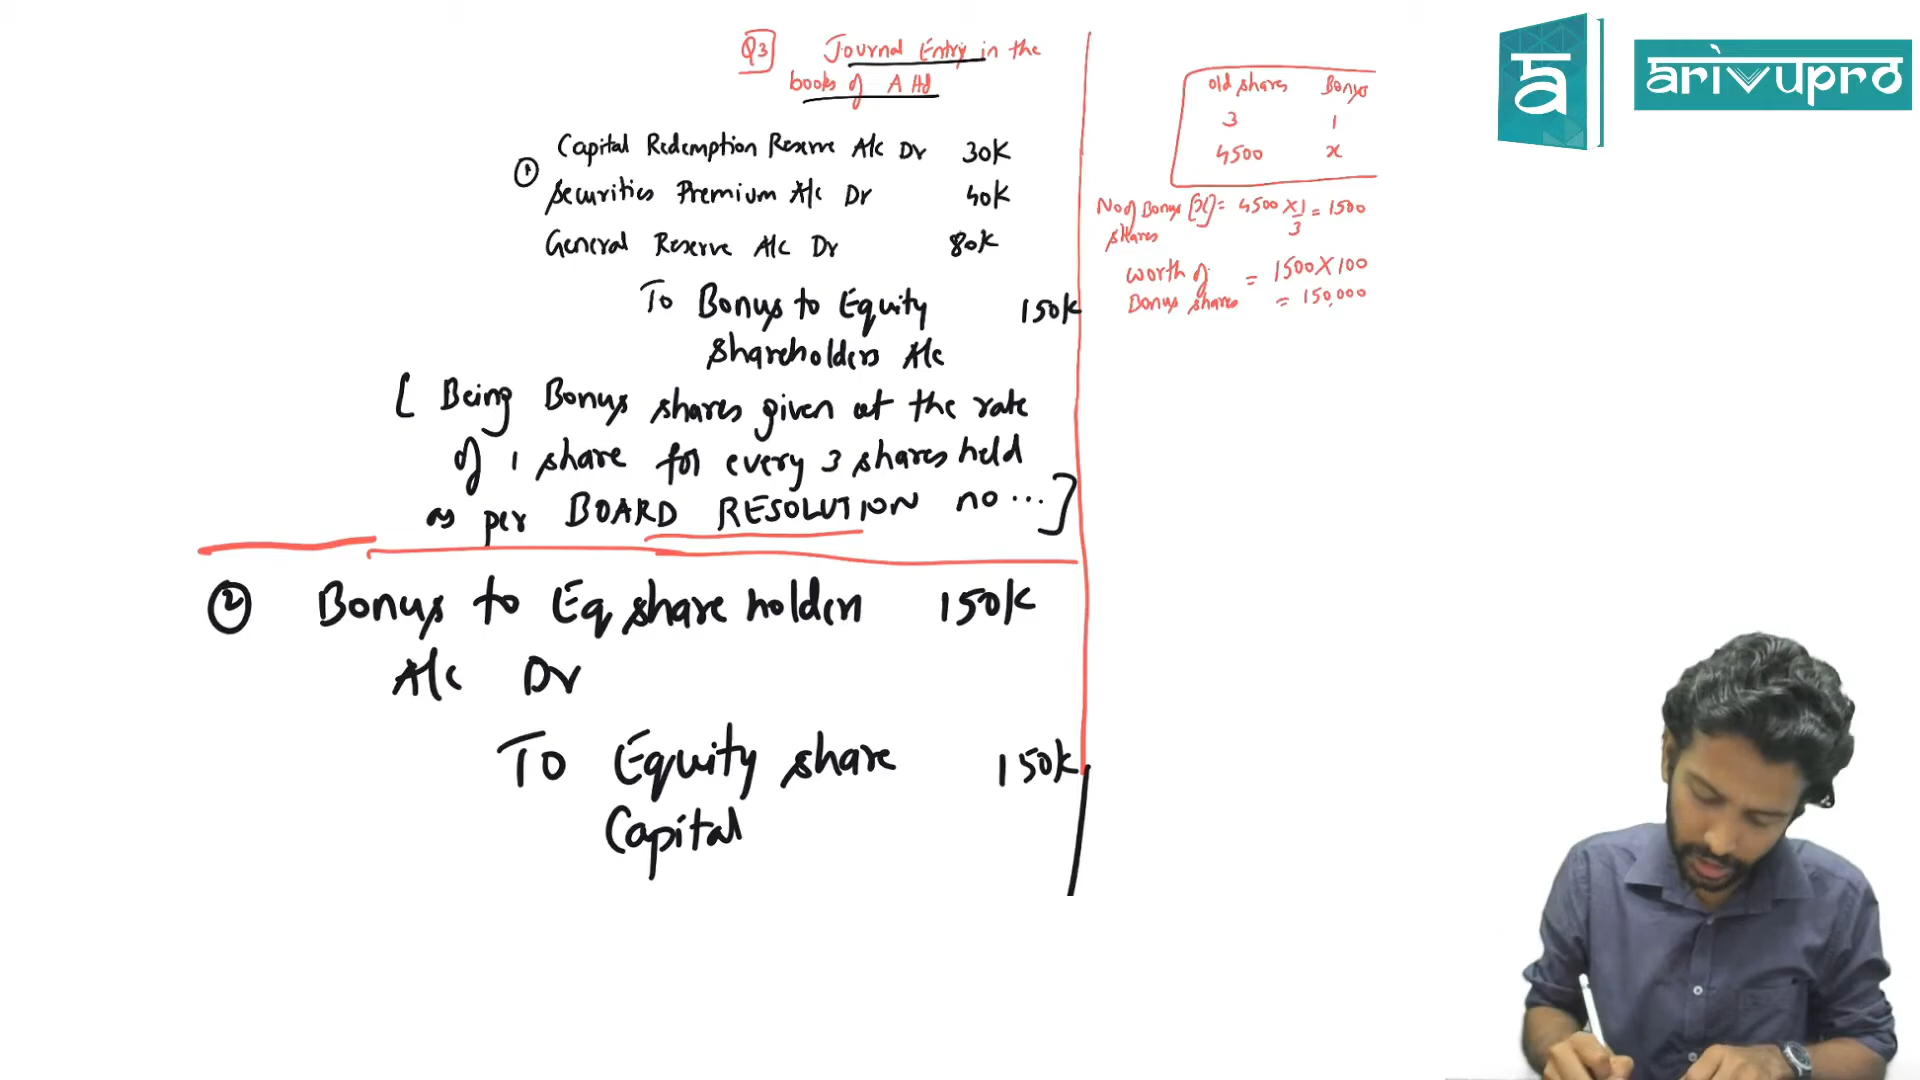 Q3 Journal Entry in the
books of A Ltd
① Capital Redemption Reserve A/c Dr 30K
Securities Premium A/c Dr 40K
General Reserve A/c Dr 80K
To Bonus to Equity 150K
Shareholders A/c
[ Being Bonus shares given at the rate
of 1 share for every 3 shares held
as per BOARD RESOLUTION no ... ]
② Bonus to Eq shareholders 150K
A/c Dr
To Equity share 150K
Capital
old shares Bonus
3 1
4500 x
No of Bonus [x] = 4500 × 1/3 = 1500
shares
worth of = 1500 × 100
Bonus shares = 150,000
arivupro